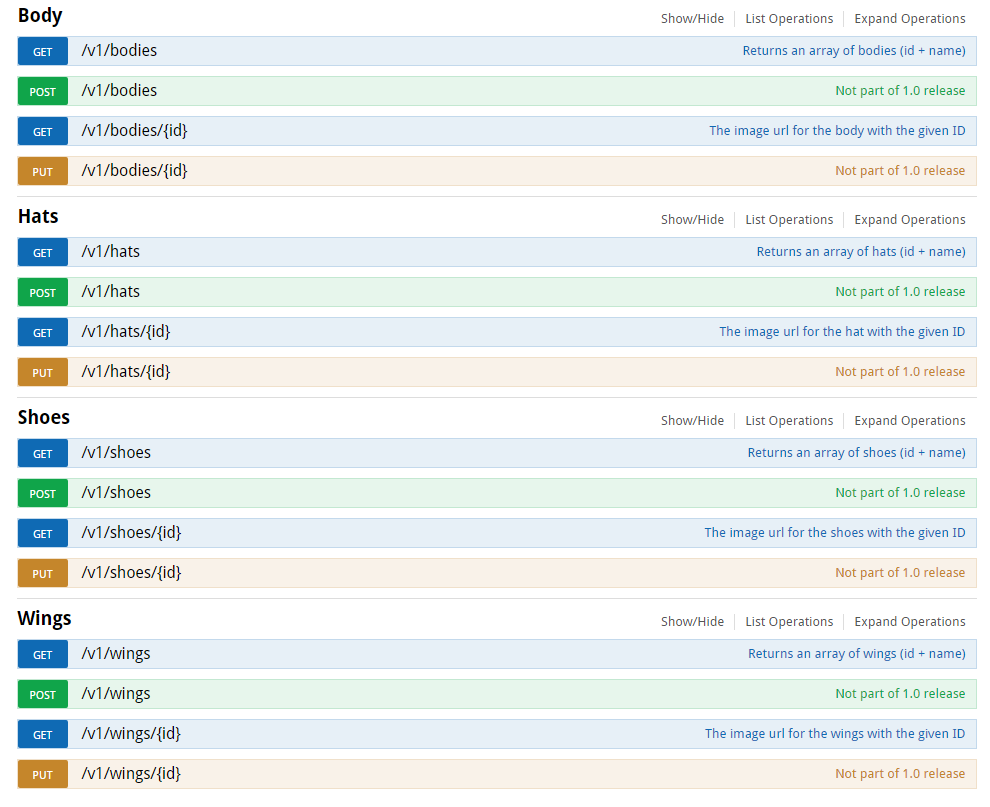 Body Show/Hide List Operations Expand Operations
GET /v1/bodies Returns an array of bodies (id + name)
POST /v1/bodies Not part of 1.0 release
GET /v1/bodies/{id} The image url for the body with the given ID
PUT /v1/bodies/{id} Not part of 1.0 release
Hats Show/Hide List Operations Expand Operations
GET /v1/hats Returns an array of hats (id + name)
POST /v1/hats Not part of 1.0 release
GET /v1/hats/{id} The image url for the hat with the given ID
PUT /v1/hats/{id} Not part of 1.0 release
Shoes Show/Hide List Operations Expand Operations
GET /v1/shoes Returns an array of shoes (id + name)
POST /v1/shoes Not part of 1.0 release
GET /v1/shoes/{id} The image url for the shoes with the given ID
PUT /v1/shoes/{id} Not part of 1.0 release
Wings Show/Hide List Operations Expand Operations
GET /v1/wings Returns an array of wings (id + name)
POST /v1/wings Not part of 1.0 release
GET /v1/wings/{id} The image url for the wings with the given ID
PUT /v1/wings/{id} Not part of 1.0 release